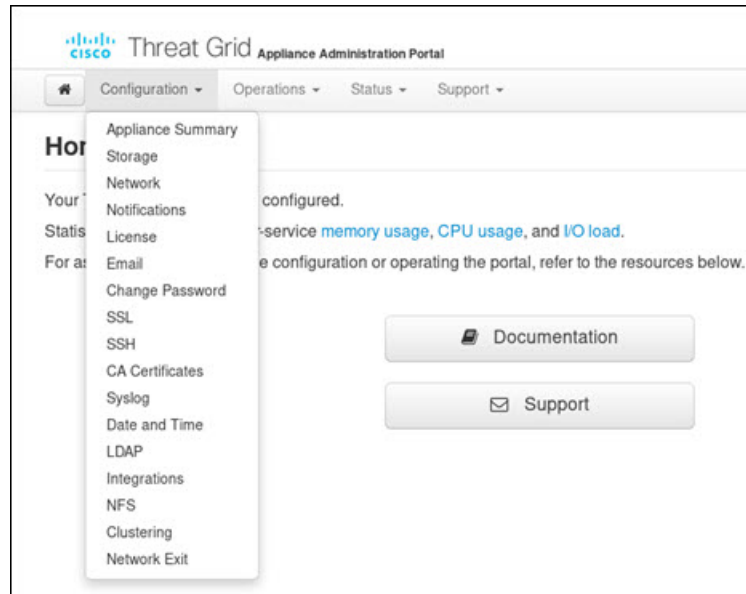 CISCO Threat Grid Appliance Administration Portal
Configuration Operations Status Support
Hor
Appliance Summary
Storage
Network
Notifications
License
Email
Change Password
SSL
SSH
CA Certificates
Syslog
Date and Time
LDAP
Integrations
NFS
Clustering
Network Exit
Your configured.
Statis -service memory usage, CPU usage, and I/O load.
For as e configuration or operating the portal, refer to the resources below.
Documentation
Support